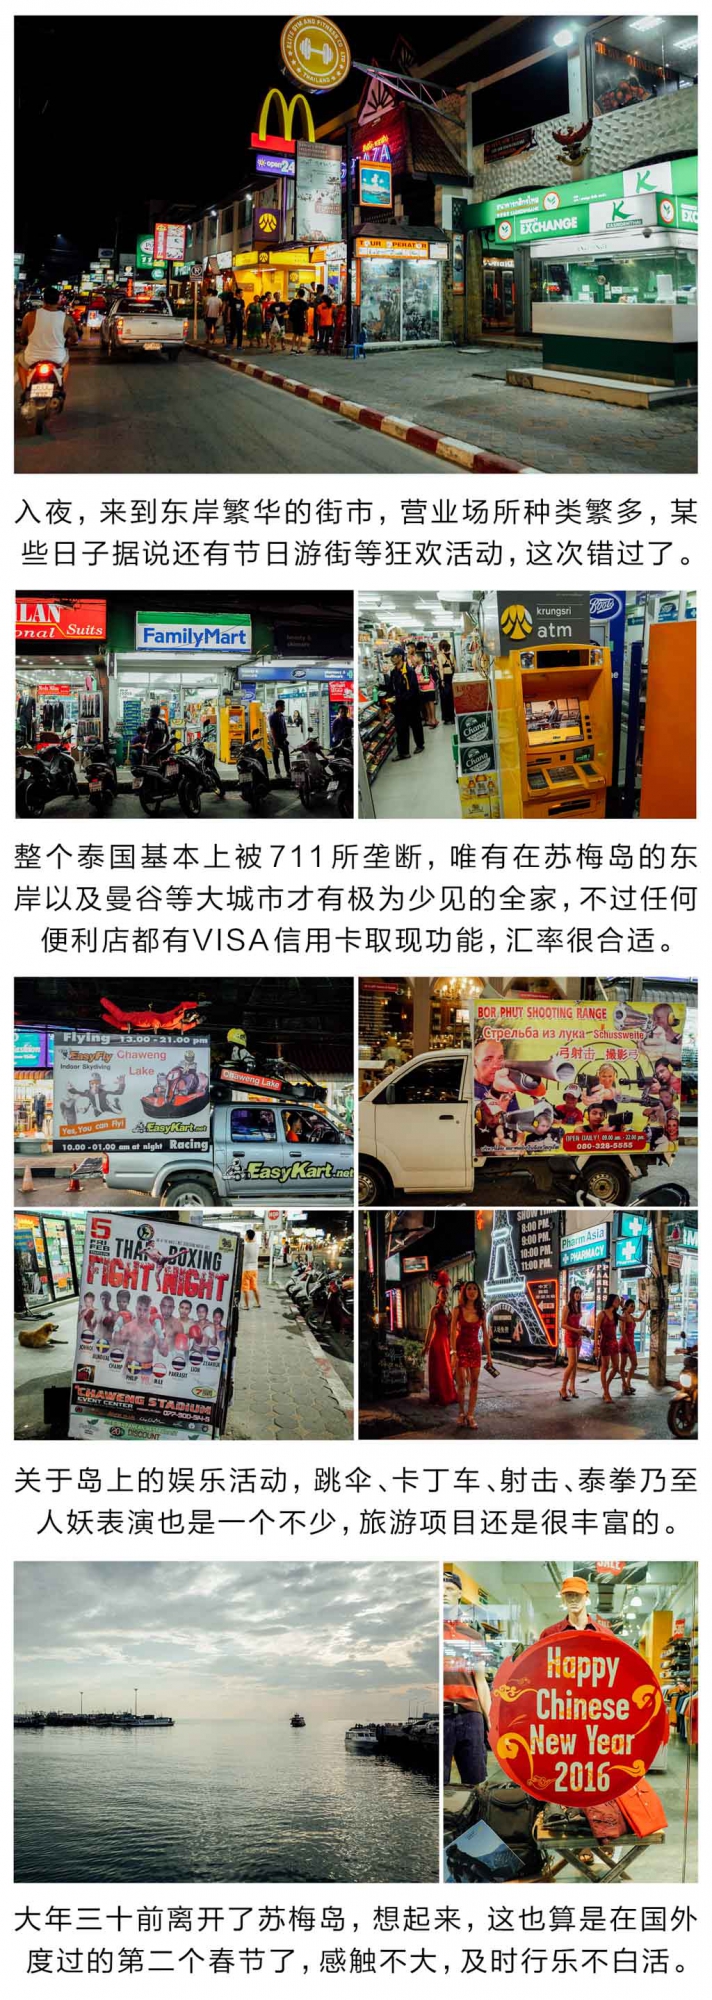 THAILAND
open24
TOUR OPERATOR
EXCHANGE
KASIKORNTHAI
入夜，来到东岸繁华的街市，营业场所种类繁多，某
些日子据说还有节日游街等狂欢活动，这次错过了。
Suits
FamilyMart
krungsri
atm
Boots
Chang
Chang
整个泰国基本上被711所垄断，唯有在苏梅岛的东
岸以及曼谷等大城市才有极为少见的全家，不过任何
便利店都有VISA信用卡取现功能，汇率很合适。
Flying 13.00-21.00 pm
EasyFly
Indoor Skydiving
Chaweng
Lake
Yes, You can fly!
EasyKart.net
10.00-01.00 am at night Racing
Chaweng Lake
EasyKart.net
BOR PHUT SHOOTING RANGE
Стрельба из лука Schussweite
弓射击 撮影弓
OPEN DAILY! 09.00 am - 22.00 pm
080-328-5555
5
FRI
FEB
THAI BOXING
FIGHT NIGHT
CHAWENG STADIUM
EVENT CENTER
DISCOUNT
SHOW TIME
8:00 PM.
9:00 PM.
10:00 PM.
11:00 PM.
PharmAsia
PHARMACY
关于岛上的娱乐活动，跳伞、卡丁车、射击、泰拳乃至
人妖表演也是一个不少，旅游项目还是很丰富的。
SALE
Happy
Chinese
New Year
2016
大年三十前离开了苏梅岛，想起来，这也算是在国外
度过的第二个春节了，感触不大，及时行乐不白活。